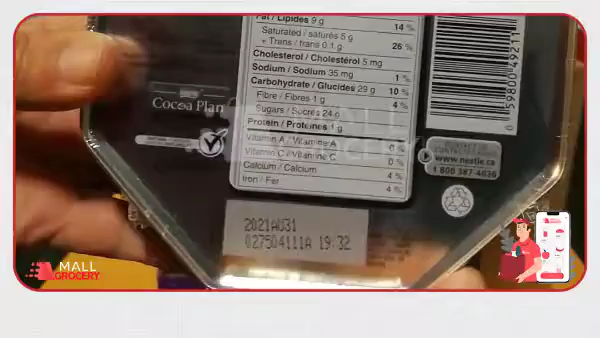 Fat / Lipides 9 g 14 %
Saturated / saturés 5 g
+ Trans / trans 0.1 g 26 %
Cholesterol / Cholestérol 5 mg
Sodium / Sodium 35 mg 1 %
Carbohydrate / Glucides 29 g 10 %
Fibre / Fibres 1 g 4 %
Sugars / Sucres 24 g
Protein / Protéines 1 g
Vitamin A / Vitamine A 0 %
Vitamin C / Vitamine C 0 %
Calcium / Calcium 4 %
Iron / Fer 4 %
Cocoa Plan
www.nestle.ca
1 800 387-4636
2021AU31
02750411A 19:32
MALL
GROCERY